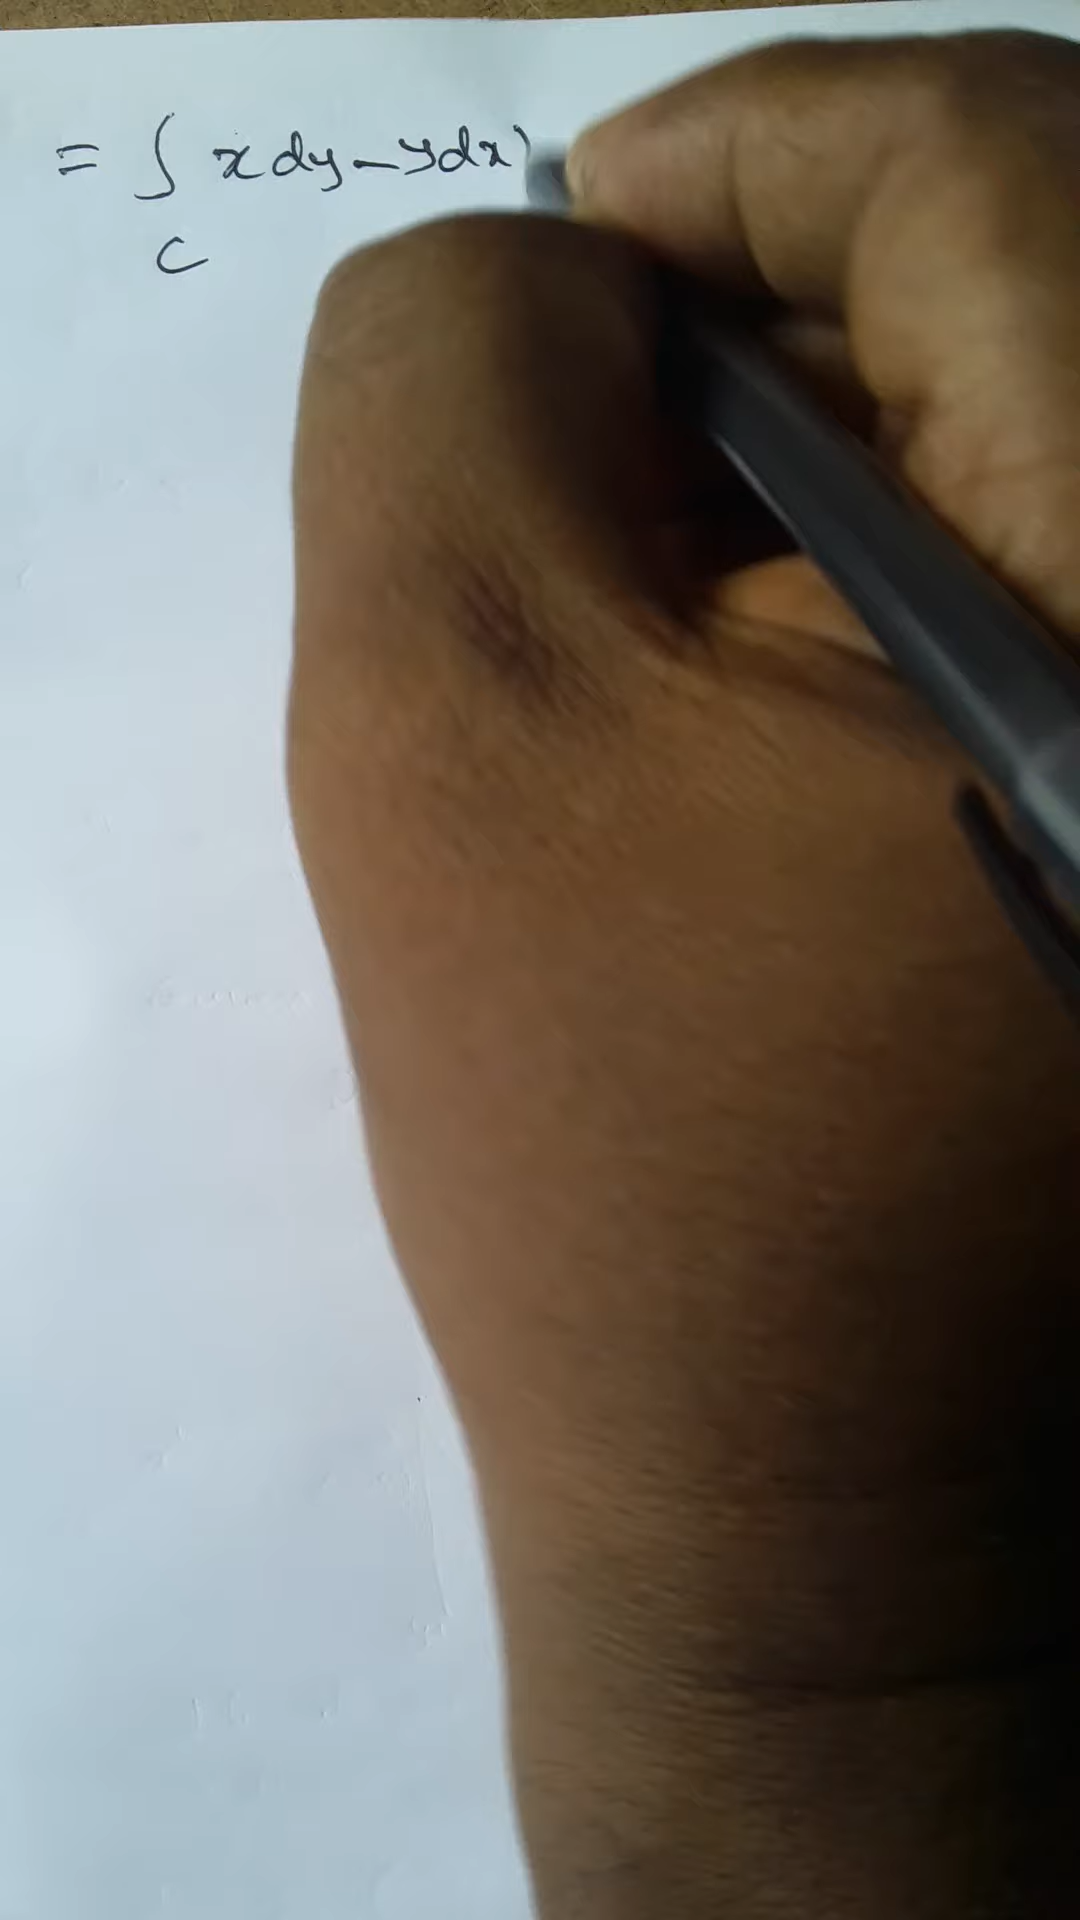 = ∫ x dy – y dx)
C